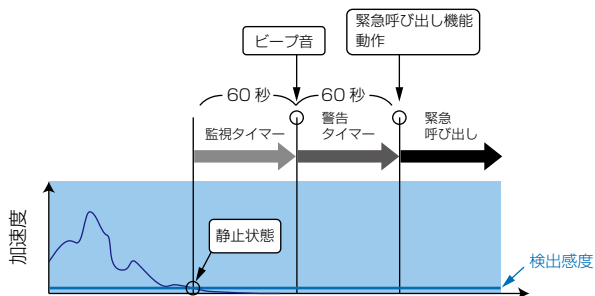 緊急呼び出し機能
動作
ビープ音
60 秒
60 秒
監視タイマー
警告
タイマー
緊急
呼び出し
加速度
静止状態
検出感度